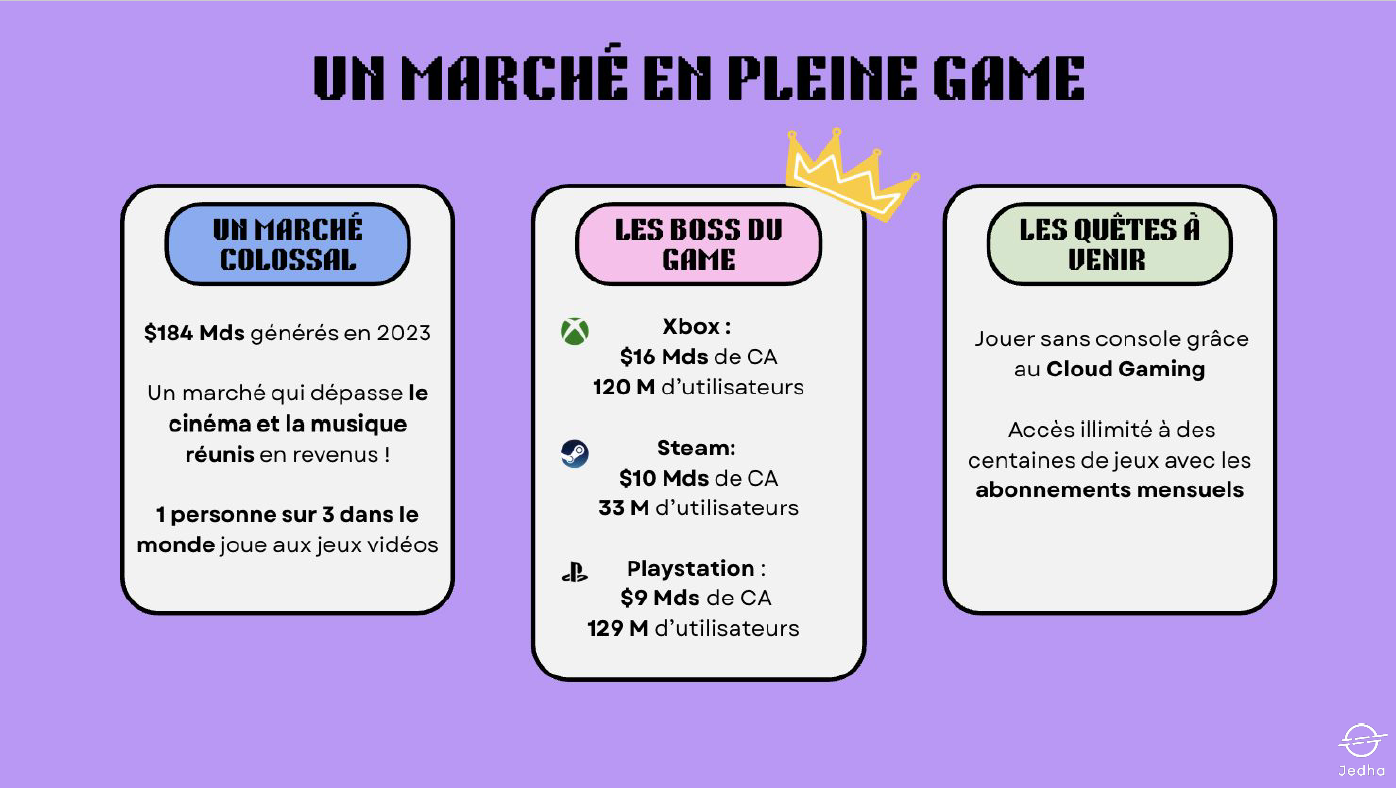 UN MARCHÉ EN PLEINE GAME
UN MARCHÉ
COLOSSAL
$184 Mds générés en 2023
Un marché qui dépasse le
cinéma et la musique
réunis en revenus !
1 personne sur 3 dans le
monde joue aux jeux vidéos
LES BOSS DU
GAME
Xbox :
$16 Mds de CA
120 M d’utilisateurs
Steam:
$10 Mds de CA
33 M d’utilisateurs
Playstation :
$9 Mds de CA
129 M d’utilisateurs
LES QUÊTES À
VENIR
Jouer sans console grâce
au Cloud Gaming
Accès illimité à des
centaines de jeux avec les
abonnements mensuels
Jedha